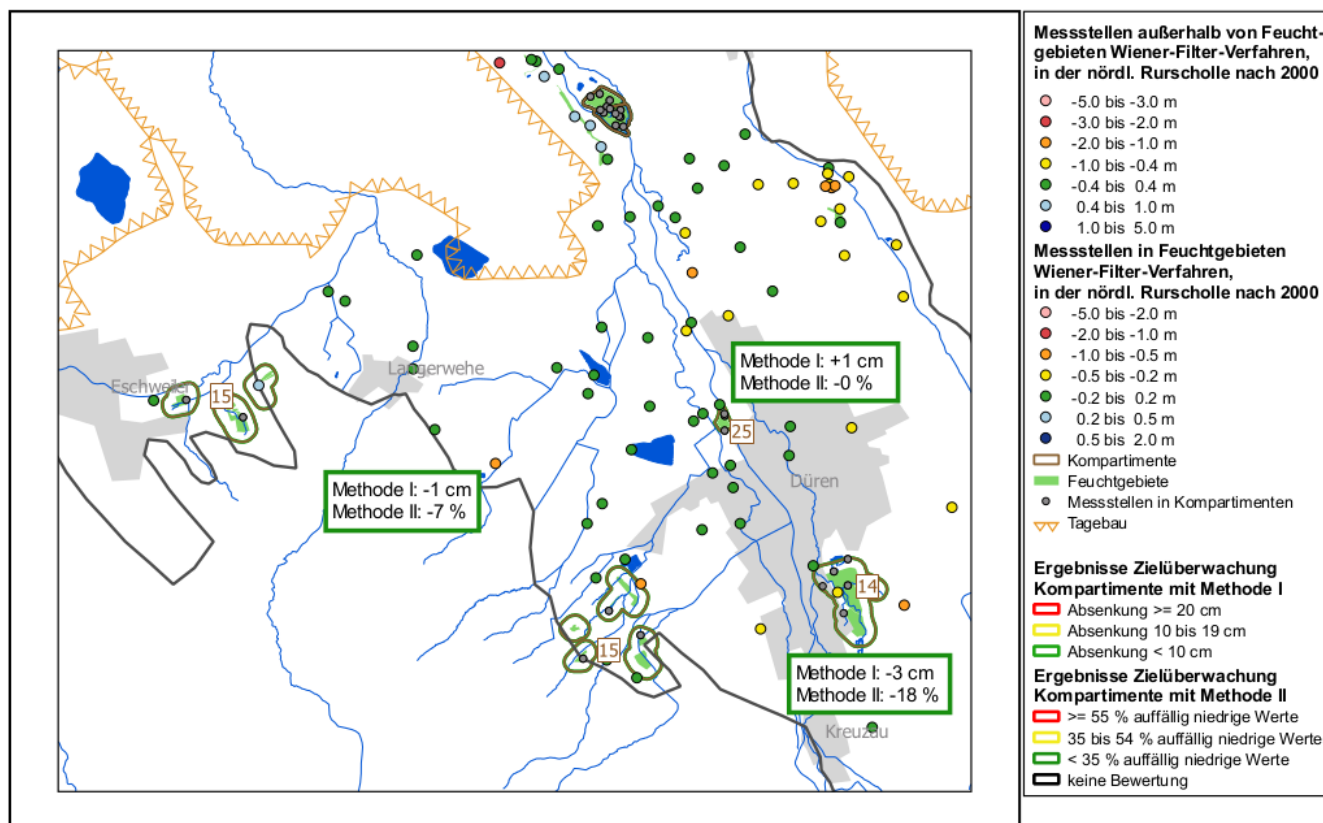 Eschweiler
15
Langerwehe
Methode I: +1 cm
Methode II: -0 %
25
Methode I: -1 cm
Methode II: -7 %
Düren
14
15
Methode I: -3 cm
Methode II: -18 %
Kreuzau
Messstellen außerhalb von Feucht-
gebieten Wiener-Filter-Verfahren,
in der nördl. Rurscholle nach 2000
-5.0 bis -3.0 m
-3.0 bis -2.0 m
-2.0 bis -1.0 m
-1.0 bis -0.4 m
-0.4 bis 0.4 m
0.4 bis 1.0 m
1.0 bis 5.0 m
Messstellen in Feuchtgebieten
Wiener-Filter-Verfahren,
in der nördl. Rurscholle nach 2000
-5.0 bis -2.0 m
-2.0 bis -1.0 m
-1.0 bis -0.5 m
-0.5 bis -0.2 m
-0.2 bis 0.2 m
0.2 bis 0.5 m
0.5 bis 2.0 m
Kompartimente
Feuchtgebiete
Messstellen in Kompartimenten
Tagebau
Ergebnisse Zielüberwachung
Kompartimente mit Methode I
Absenkung >= 20 cm
Absenkung 10 bis 19 cm
Absenkung < 10 cm
Ergebnisse Zielüberwachung
Kompartimente mit Methode II
>= 55 % auffällig niedrige Werte
35 bis 54 % auffällig niedrige Werte
< 35 % auffällig niedrige Werte
keine Bewertung